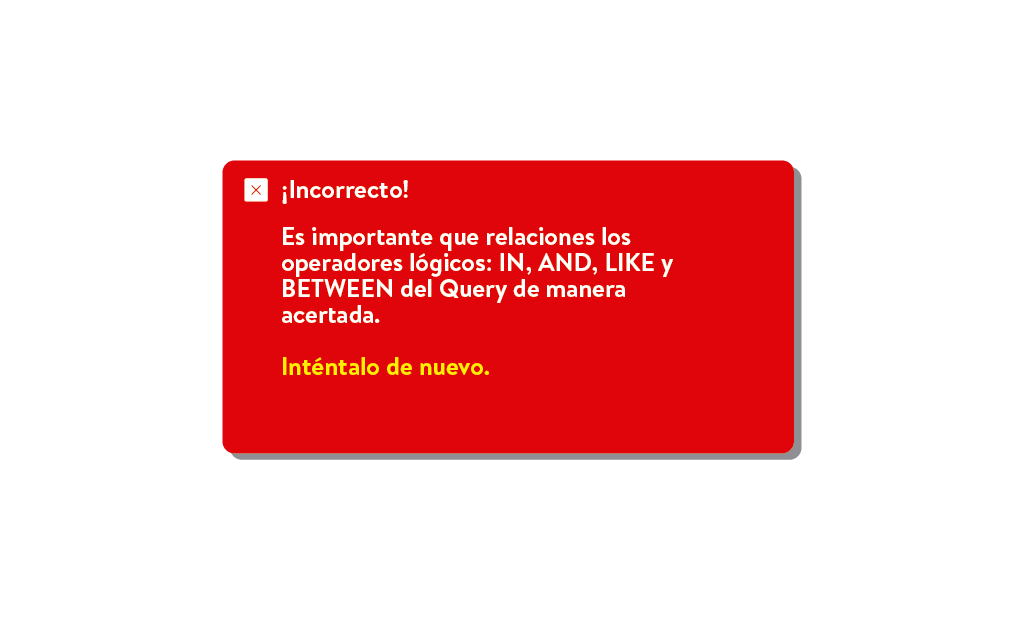 ¡Incorrecto!
Es importante que relaciones los
operadores lógicos: IN, AND, LIKE y
BETWEEN del Query de manera
acertada.
Inténtalo de nuevo.